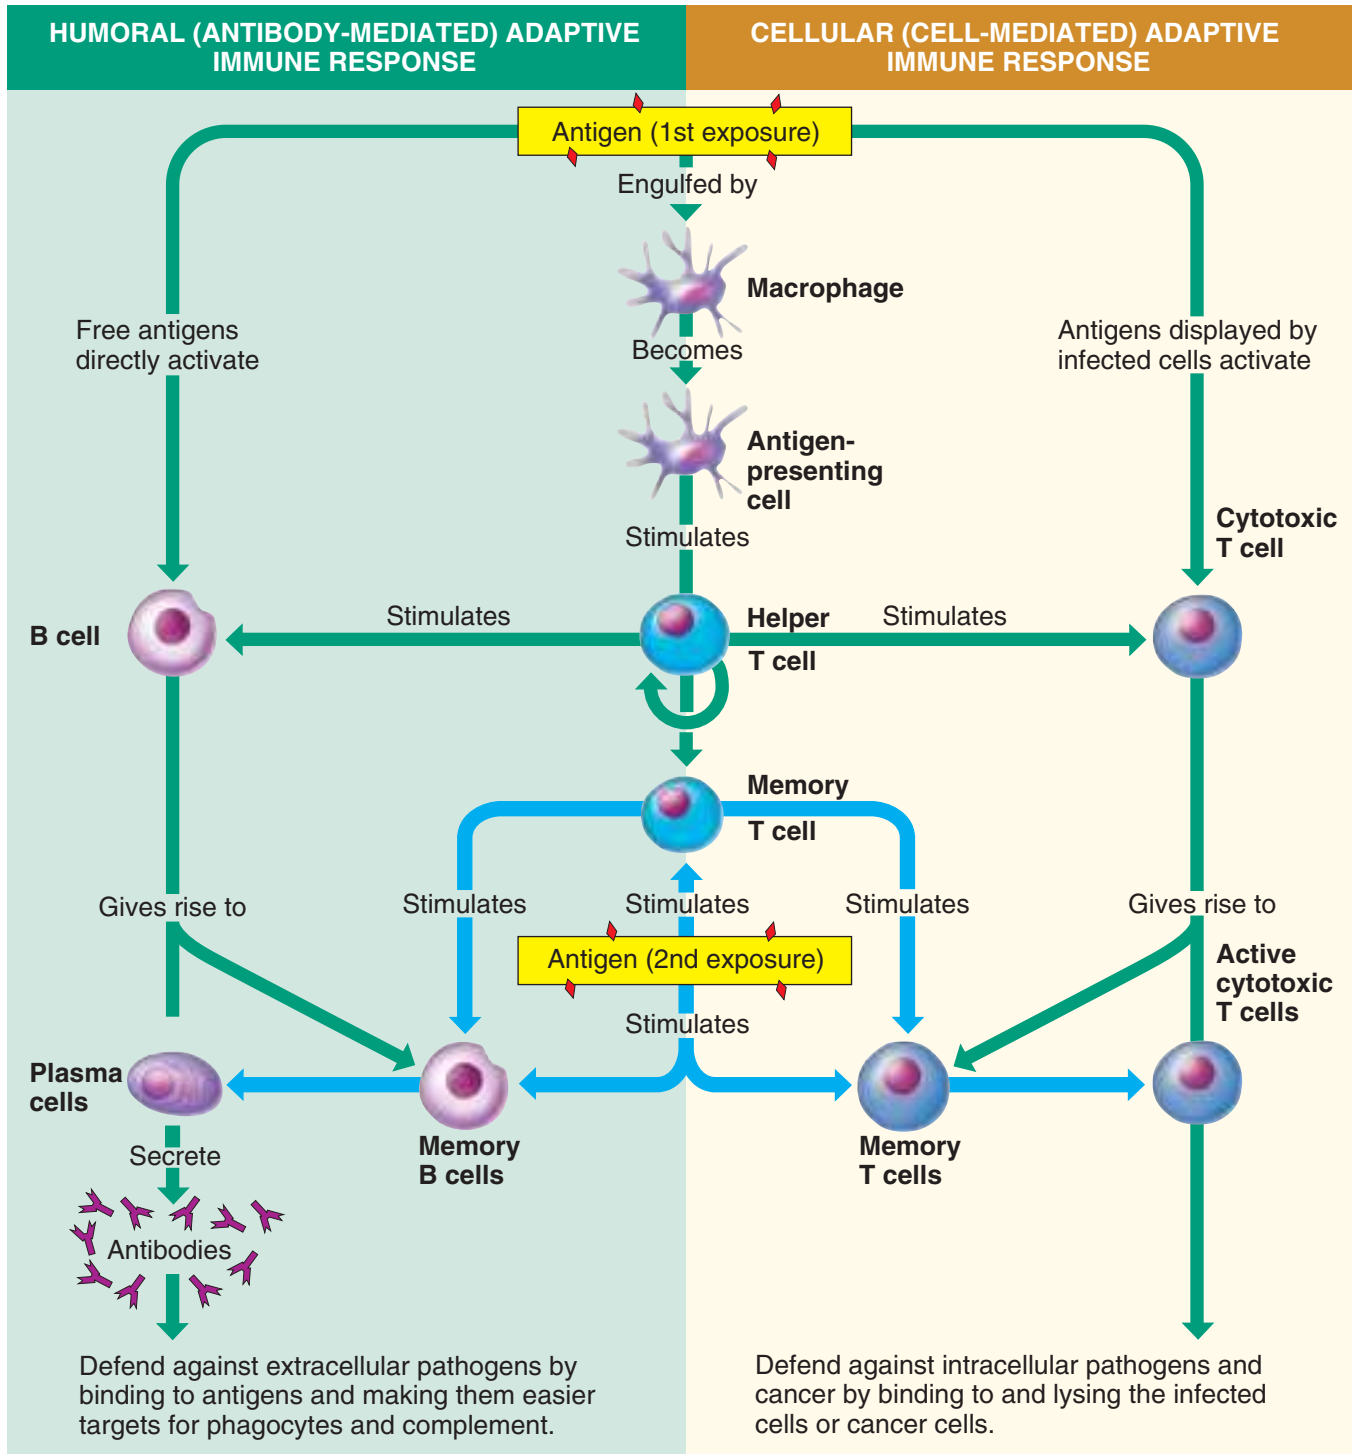 HUMORAL (ANTIBODY-MEDIATED) ADAPTIVE
IMMUNE RESPONSE
CELLULAR (CELL-MEDIATED) ADAPTIVE
IMMUNE RESPONSE
Antigen (1st exposure)
Engulfed by
Macrophage
Free antigens
directly activate
Becomes
Antigens displayed by
infected cells activate
Antigen-
presenting
cell
Stimulates
Cytotoxic
T cell
B cell
Stimulates
Helper
T cell
Stimulates
Memory
T cell
Gives rise to
Stimulates
Stimulates
Stimulates
Gives rise to
Antigen (2nd exposure)
Active
cytotoxic
T cells
Stimulates
Plasma
cells
Memory
B cells
Memory
T cells
Secrete
Antibodies
Defend against extracellular pathogens by
binding to antigens and making them easier
targets for phagocytes and complement.
Defend against intracellular pathogens and
cancer by binding to and lysing the infected
cells or cancer cells.